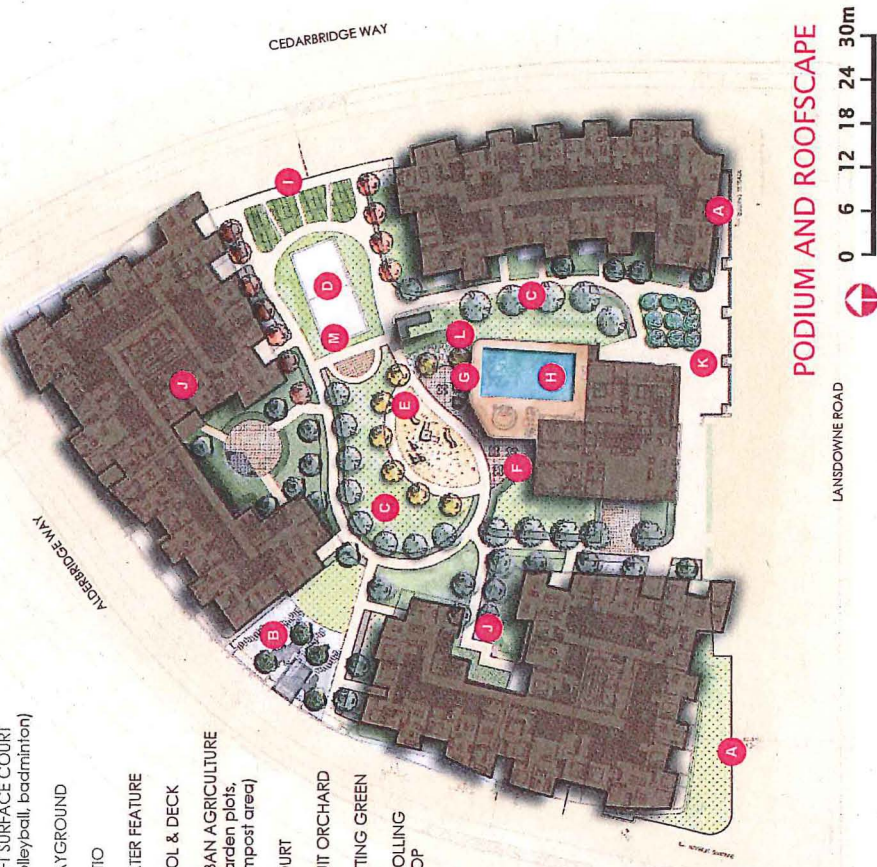 T SURFACE COURT
lleyball, badminton)
AYGROUND
TIO
TER FEATURE
OL & DECK
BAN AGRICULTURE
arden plots,
mpost area)
URT
IT ORCHARD
TING GREEN
OLLING
OP
CEDARBRIDGE WAY
ALDERBRIDGE WAY
LANSDOWNE ROAD
I
D
M
J
C
L
E
G
H
C
A
K
F
B
J
A
PODIUM AND ROOFSCAPE
0 6 12 18 24 30m